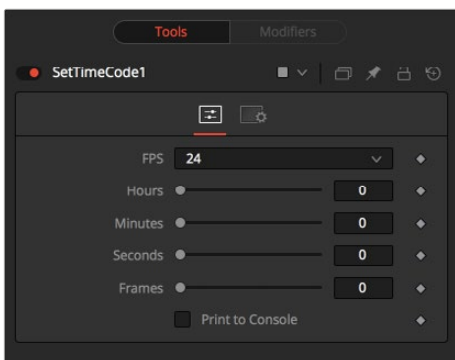 Tools Modifiers
SetTimeCode1
FPS 24
Hours 0
Minutes 0
Seconds 0
Frames 0
Print to Console